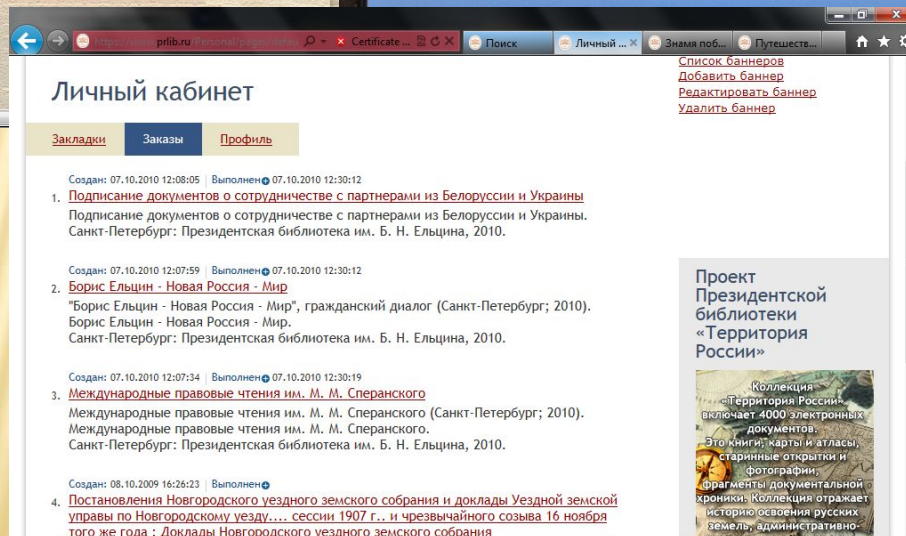 prlib.ru
Certificate ...
Поиск
Личный ...
Знамя поб...
Путешеств...
Список баннеров
Добавить баннер
Редактировать баннер
Удалить баннер
Личный кабинет
Закладки Заказы Профиль
Создан: 07.10.2010 12:08:05 | Выполнен 07.10.2010 12:30:12
1. Подписание документов о сотрудничестве с партнерами из Белоруссии и Украины
Подписание документов о сотрудничестве с партнерами из Белоруссии и Украины.
Санкт-Петербург: Президентская библиотека им. Б. Н. Ельцина, 2010.
Создан: 07.10.2010 12:07:59 | Выполнен 07.10.2010 12:30:12
2. Борис Ельцин - Новая Россия - Мир
"Борис Ельцин - Новая Россия - Мир", гражданский диалог (Санкт-Петербург; 2010).
Борис Ельцин - Новая Россия - Мир.
Санкт-Петербург: Президентская библиотека им. Б. Н. Ельцина, 2010.
Создан: 07.10.2010 12:07:34 | Выполнен 07.10.2010 12:30:19
3. Международные правовые чтения им. М. М. Сперанского
Международные правовые чтения им. М. М. Сперанского (Санкт-Петербург; 2010).
Международные правовые чтения им. М. М. Сперанского.
Санкт-Петербург: Президентская библиотека им. Б. Н. Ельцина, 2010.
Создан: 08.10.2009 16:26:23 | Выполнен
4. Постановления Новгородского уездного земского собрания и доклады Уездной земской
управы по Новгородскому уезду.... сессии 1907 г.. и чрезвычайного созыва 16 ноября
того же года : Доклады Новгородского уездного земского собрания
Проект
Президентской
библиотеки
«Территория
России»
Коллекция
«Территория России»
включает 4000 электронных
документов.
Это книги, карты и атласы,
старинные открытки и
фотографии,
фрагменты документальной
хроники. Коллекция отражает
историю освоения русских
земель, административно-